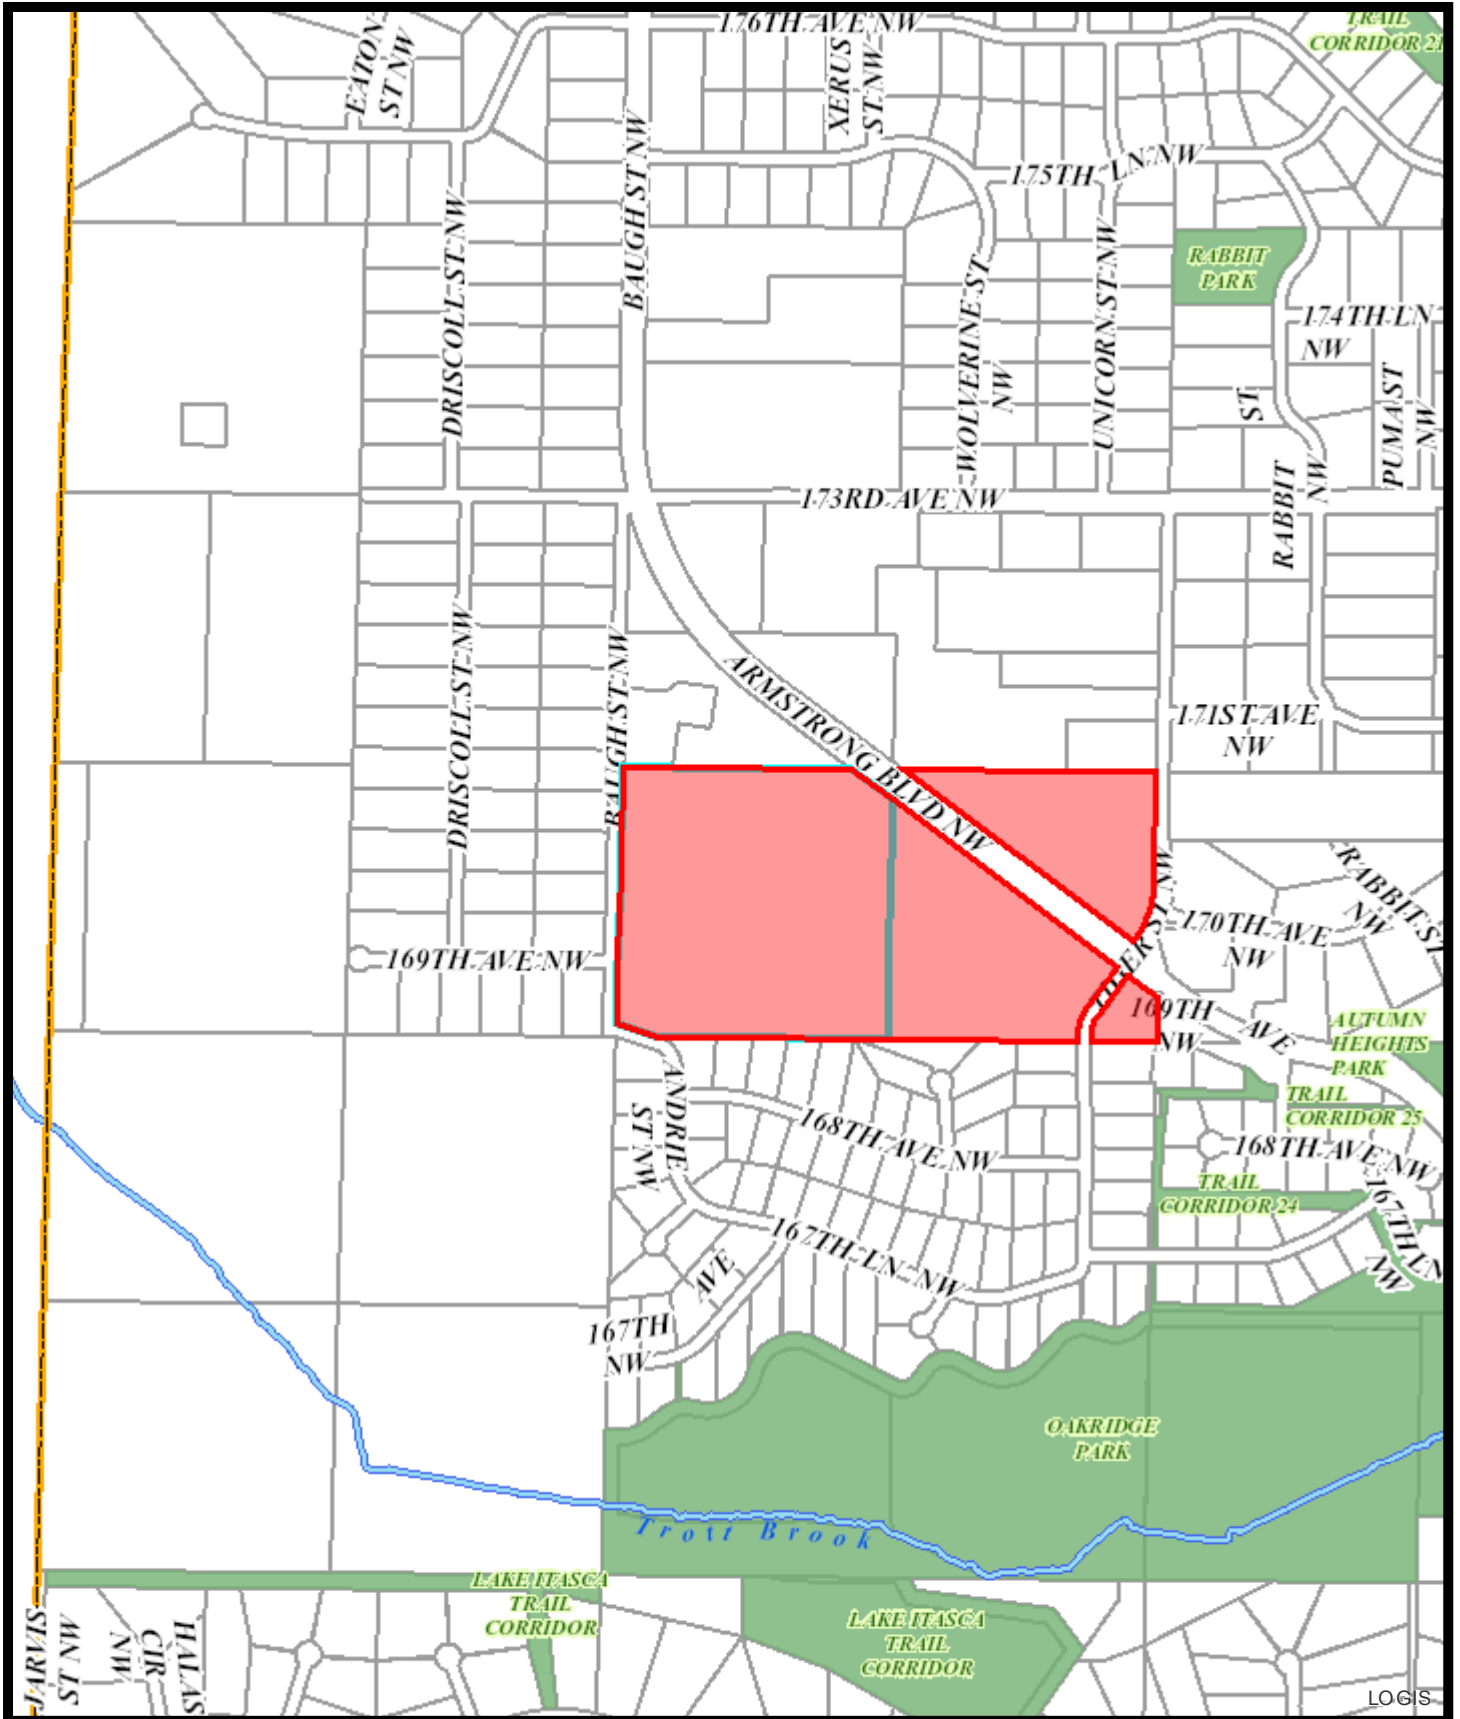 176TH AVE NW
TRAIL
CORRIDOR 21
EATON
ST NW
XERUS
ST NW
BAUGH ST NW
175TH LN NW
DRISCOLL ST NW
UNICORN ST NW
RABBIT
PARK
WOLVERINE ST
NW
174TH LN
NW
PUMA ST
NW
RABBIT
ST
NW
173RD AVE NW
DRISCOLL ST NW
BAUGH ST NW
ARMSTRONG BLVD NW
171ST AVE
NW
RABBIT ST
NW
170TH AVE
NW
169TH AVE NW
169TH
AVE
NW
AUTUMN
HEIGHTS
PARK
ANDRIE
ST NW
TRAIL
CORRIDOR 25
168TH AVE NW
168TH AVE NW
TRAIL
CORRIDOR 24
167TH LN
NW
167TH LN NW
167TH
AVE
NW
OAKRIDGE
PARK
Trott Brook
LAKE ITASCA
TRAIL
CORRIDOR
LAKE ITASCA
TRAIL
CORRIDOR
JARVIS
ST NW
HALAS
CIR
NW
LOGIS